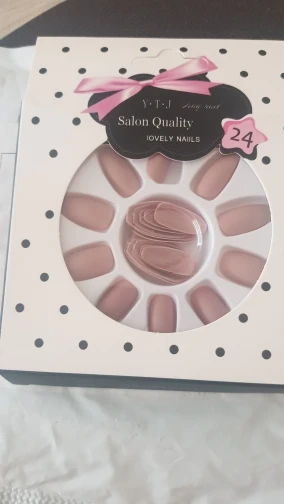 Y·T·J
Salon Quality
lOVELY NAILS
24